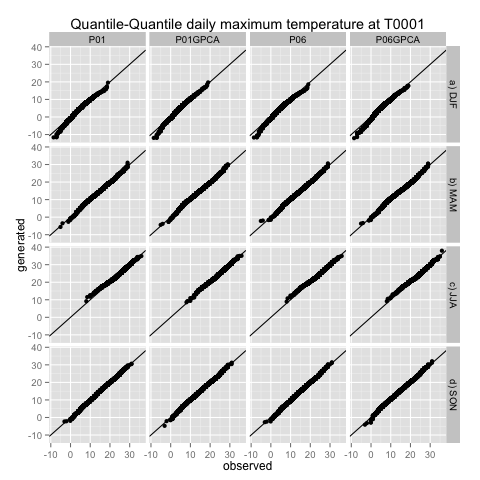 Quantile-Quantile daily maximum temperature at T0001
P01 P01GPCA P06 P06GPCA
40
30
20
10
0
-10
a) DJF
40
30
20
10
0
-10
b) MAM
generated
40
30
20
10
0
-10
c) JJA
40
30
20
10
0
-10
d) SON
-10 0 10 20 30 -10 0 10 20 30 -10 0 10 20 30 -10 0 10 20 30
observed